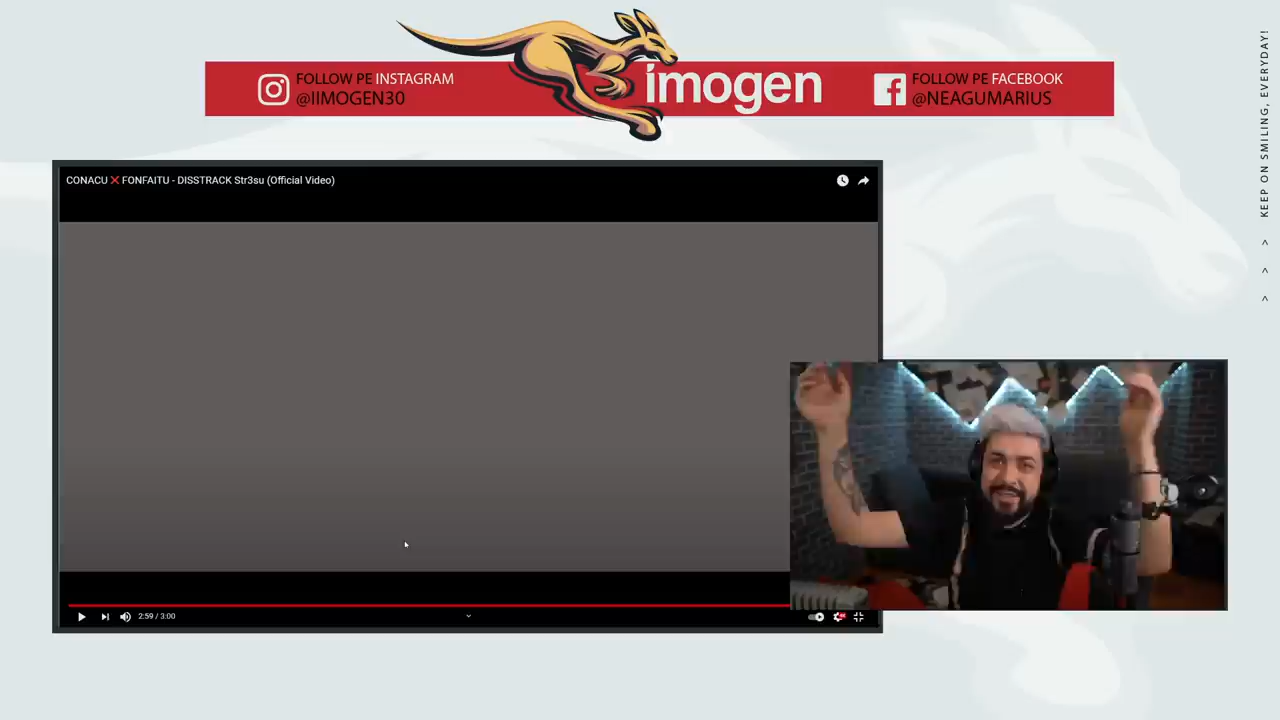 FOLLOW PE INSTAGRAM
@IIMOGEN30
imogen
FOLLOW PE FACEBOOK
@NEAGUMARIUS
KEEP ON SMILING, EVERYDAY!
CONACU ❌ FONFAITU - DISSTRACK Str3su (Official Video)
2:59 / 3:00